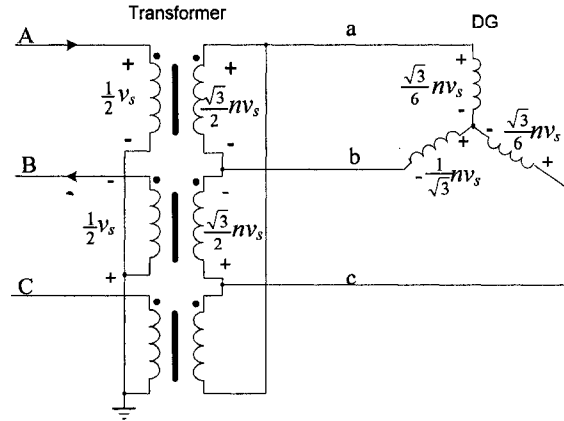 Transformer
DG
A
a
+
+
+
½ v_s
√3/2 nv_s
√3/6 nv_s
-
-
-
-
√3/6 nv_s
B
b
+
+
- 1/√3 nv_s
-
-
½ v_s
√3/2 nv_s
+
+
C
c